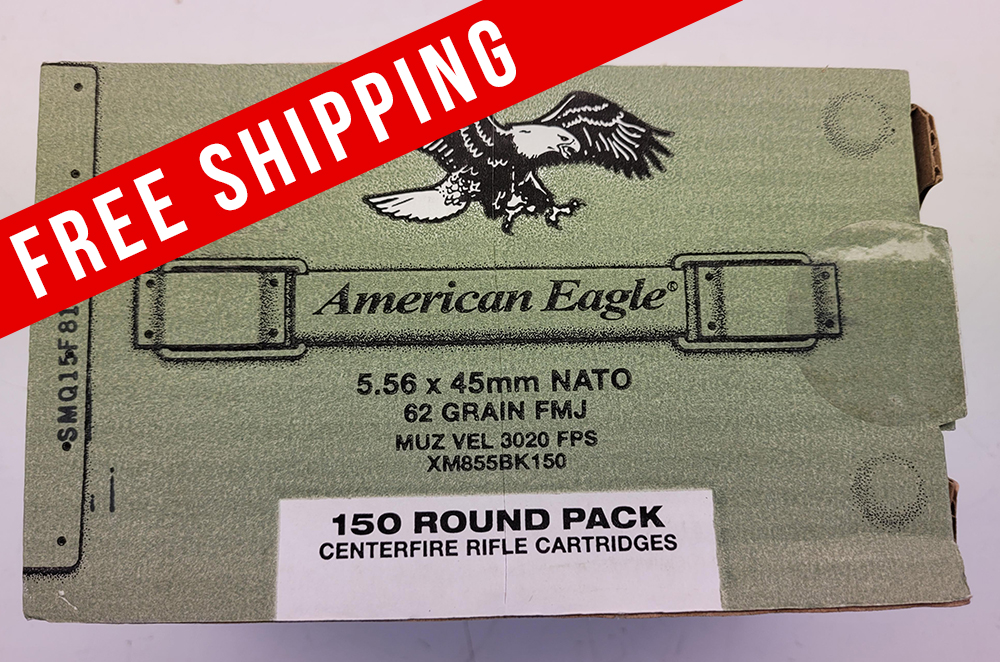 FREE SHIPPING
American Eagle®
5.56 x 45mm NATO
62 GRAIN FMJ
MUZ VEL 3020 FPS
XM855BK150
150 ROUND PACK
CENTERFIRE RIFLE CARTRIDGES
SMQ15F81